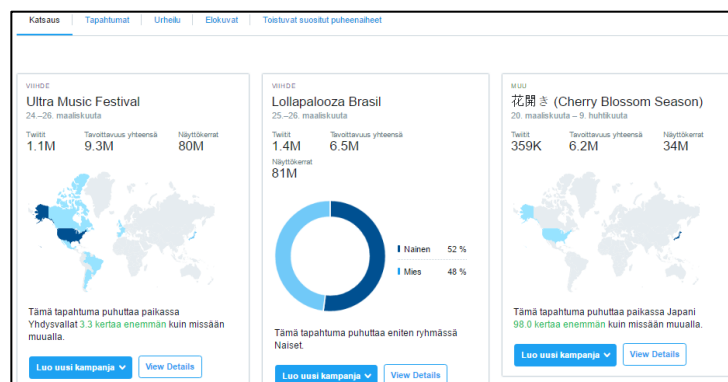 Katsaus
Tapahtumat
Urheilu
Elokuvat
Toistuvat suositut puheenaiheet
VIIHDE
Ultra Music Festival
24.–26. maaliskuuta
Twiitit
1.1M
Tavoittavuus yhteensä
9.3M
Näyttökerrat
80M
Tämä tapahtuma puhuttaa paikassa
Yhdysvallat 3.3 kertaa enemmän kuin missään
muualla.
Luo uusi kampanja
View Details
VIIHDE
Lollapalooza Brasil
25.–26. maaliskuuta
Twiitit
1.4M
Tavoittavuus yhteensä
6.5M
Näyttökerrat
81M
Nainen 52 %
Mies 48 %
Tämä tapahtuma puhuttaa eniten ryhmässä
Naiset.
Luo uusi kampanja
View Details
MUU
花開き (Cherry Blossom Season)
20. maaliskuuta – 9. huhtikuuta
Twiitit
359K
Tavoittavuus yhteensä
6.2M
Näyttökerrat
34M
Tämä tapahtuma puhuttaa paikassa Japani
98.0 kertaa enemmän kuin missään muualla.
Luo uusi kampanja
View Details